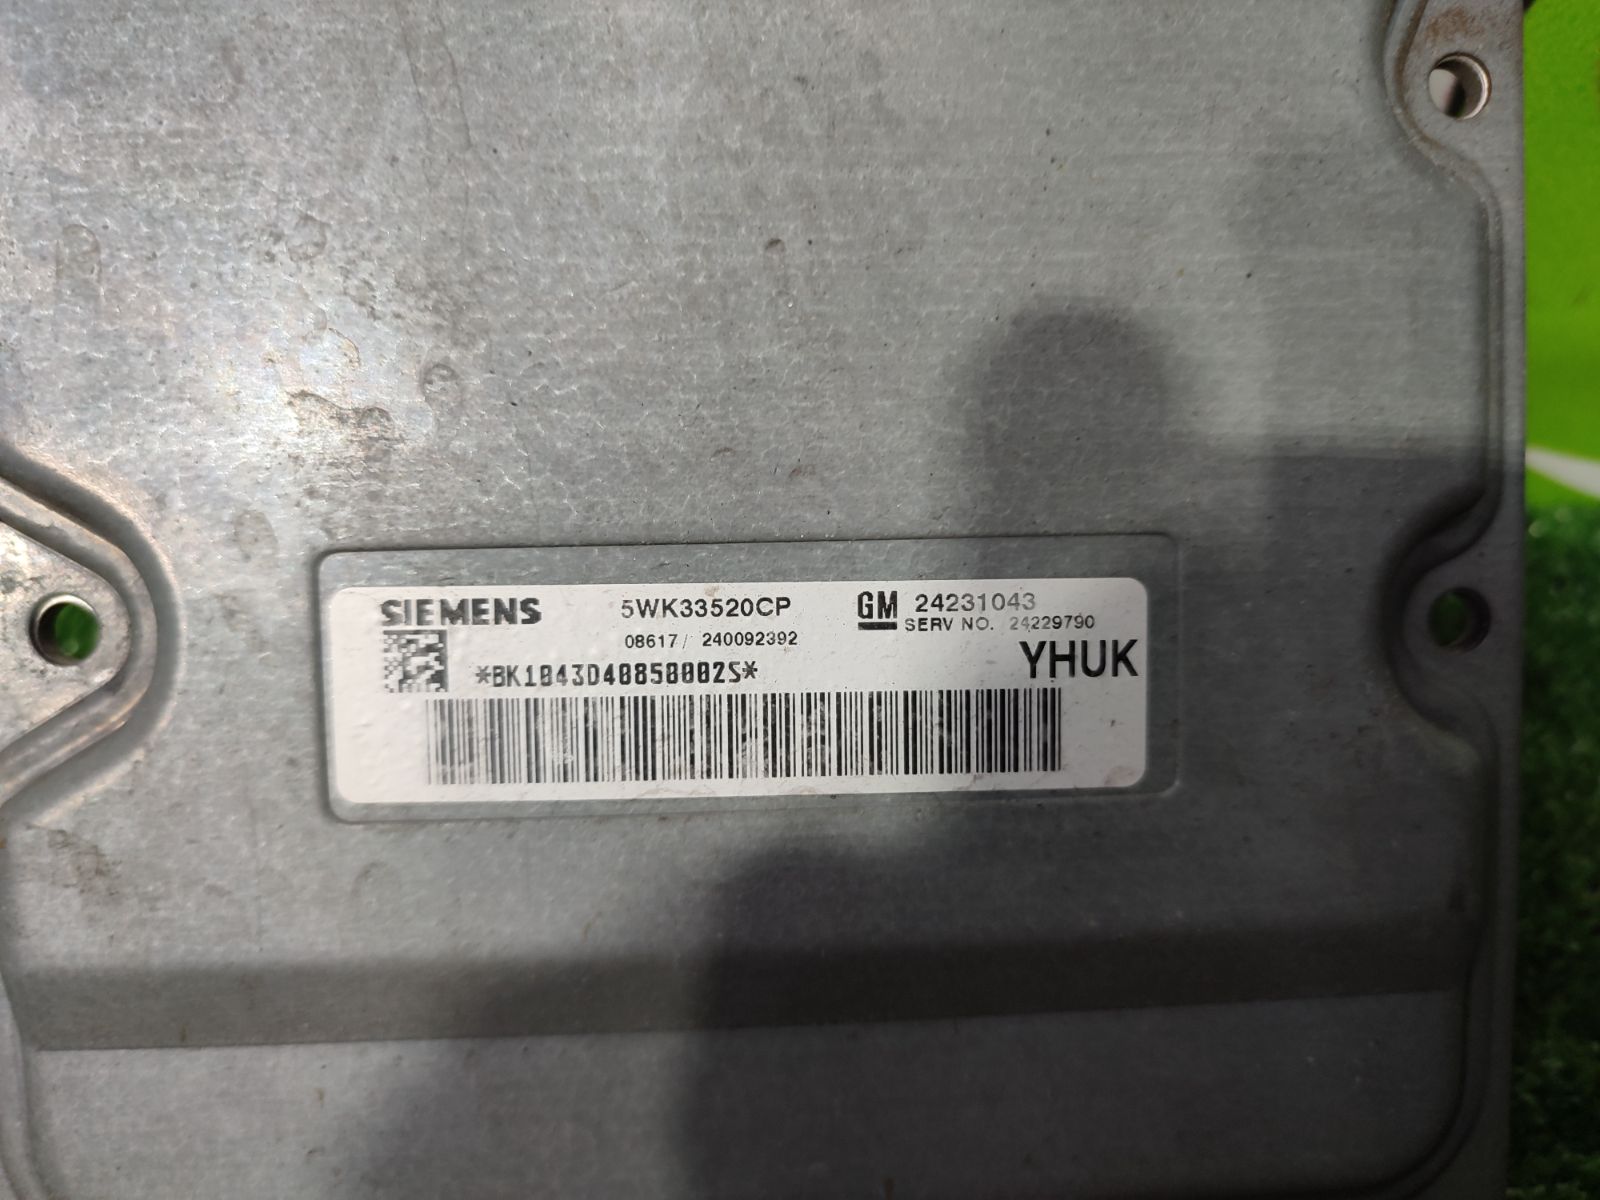 SIEMENS 5WK33520CP GM 24231043
08617/ 240092392 SERV NO. 24229790
*BK1043D40850002S* YHUK